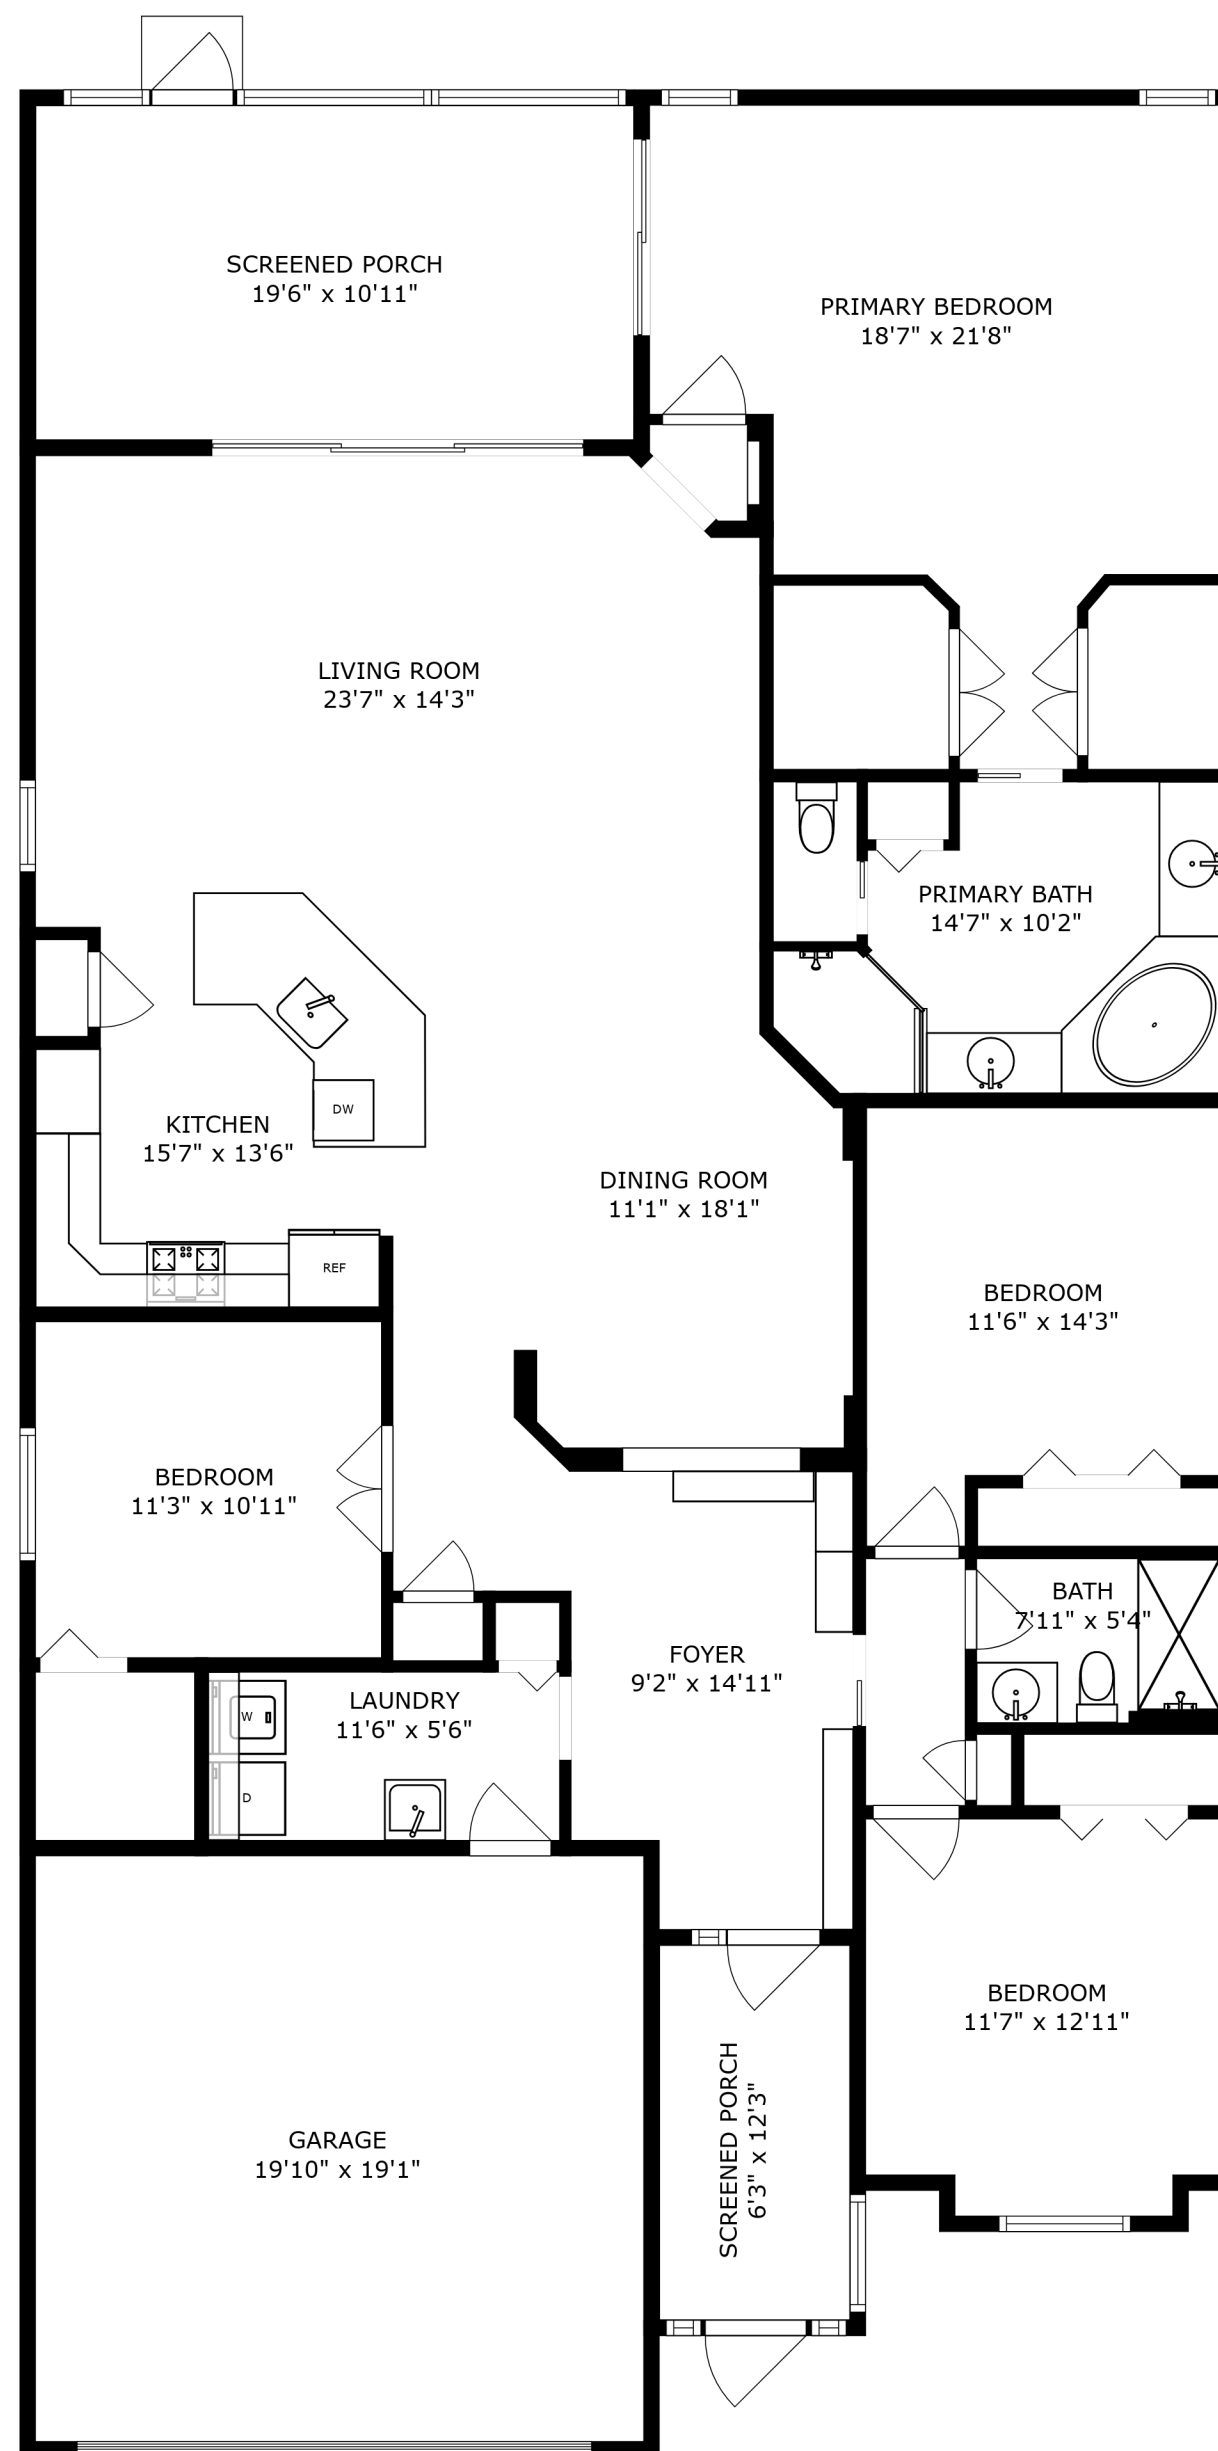 SCREENED PORCH
19'6" x 10'11"
PRIMARY BEDROOM
18'7" x 21'8"
LIVING ROOM
23'7" x 14'3"
PRIMARY BATH
14'7" x 10'2"
DW
KITCHEN
15'7" x 13'6"
DINING ROOM
11'1" x 18'1"
REF
BEDROOM
11'6" x 14'3"
BEDROOM
11'3" x 10'11"
BATH
7'11" x 5'4"
FOYER
9'2" x 14'11"
LAUNDRY
11'6" x 5'6"
W
D
BEDROOM
11'7" x 12'11"
SCREENED PORCH
6'3" x 12'3"
GARAGE
19'10" x 19'1"